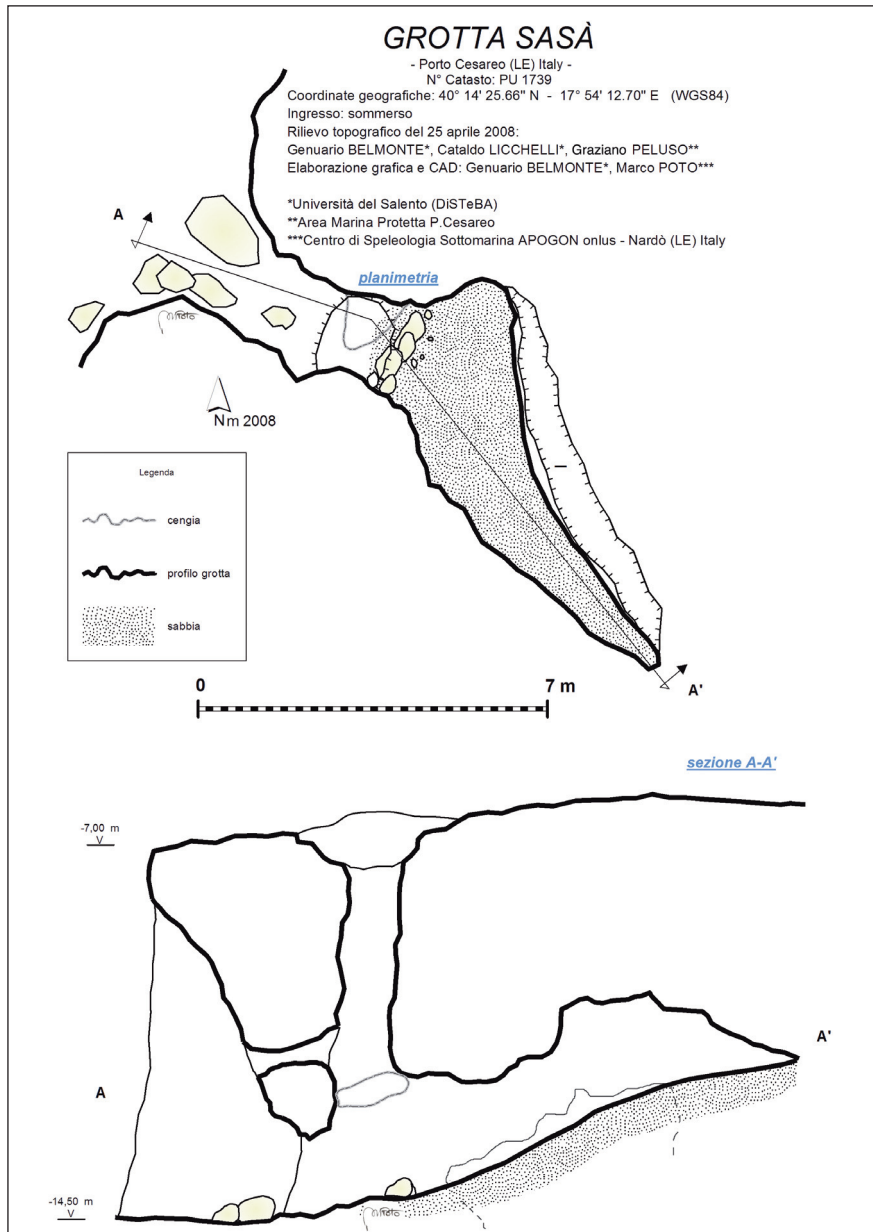 GROTTA SASÀ
- Porto Cesareo (LE) Italy -
N° Catasto: PU 1739
Coordinate geografiche: 40° 14' 25.66" N - 17° 54' 12.70" E (WGS84)
Ingresso: sommerso
Rilievo topografico del 25 aprile 2008:
Genuario BELMONTE*, Cataldo LICCHELLI*, Graziano PELUSO**
Elaborazione grafica e CAD: Genuario BELMONTE*, Marco POTO***
*Università del Salento (DiSTeBA)
**Area Marina Protetta P.Cesareo
***Centro di Speleologia Sottomarina APOGON onlus - Nardò (LE) Italy
A
planimetria
Nm 2008
Legenda
cengia
profilo grotta
sabbia
A'
0 7 m
sezione A-A'
-7,00 m
A'
A
-14,50 m